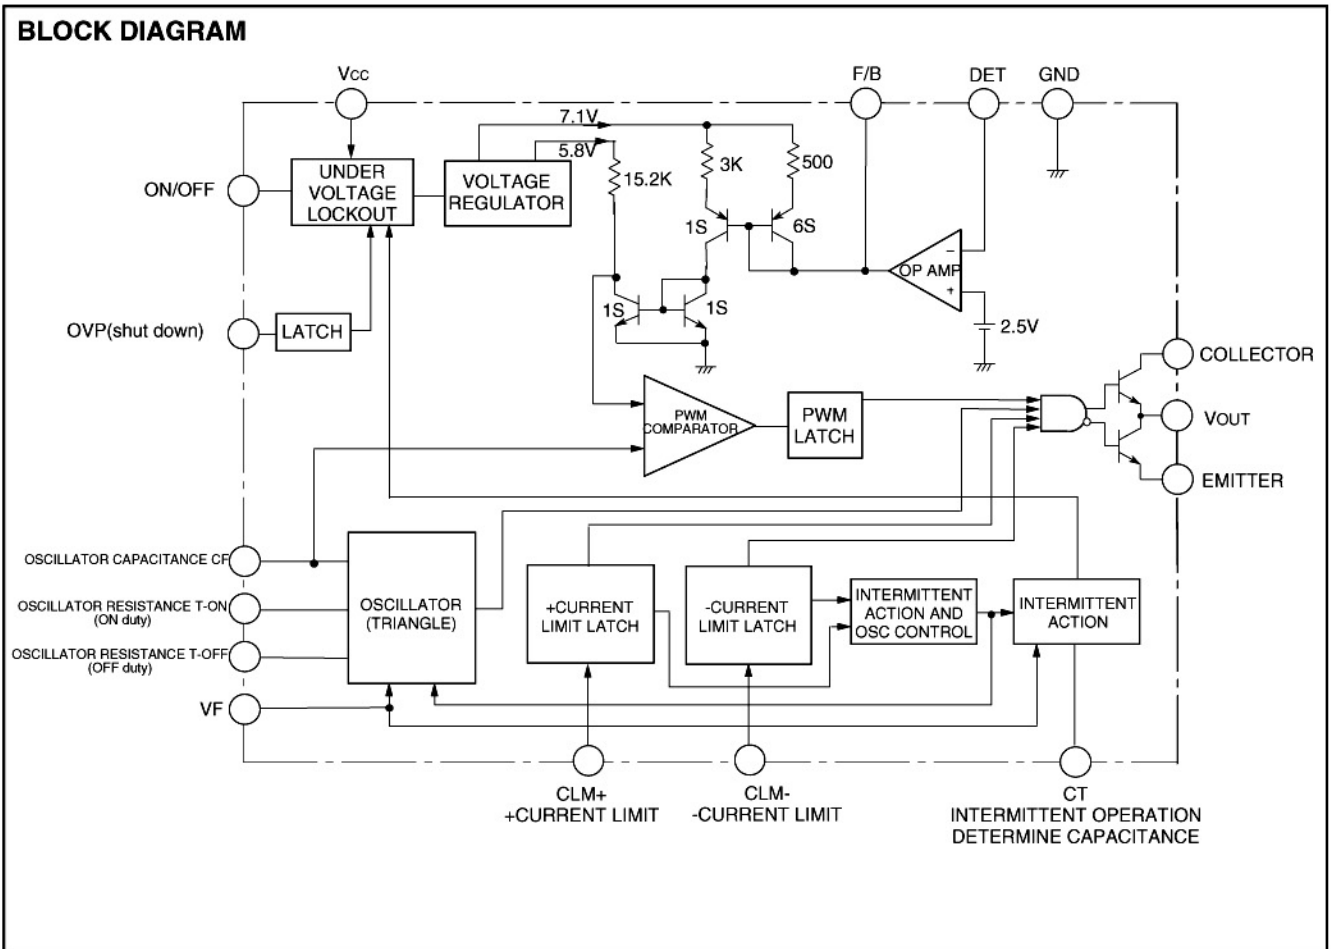 BLOCK DIAGRAM
VCC
F/B
DET
GND
7.1V
5.8V
3K
500
15.2K
ON/OFF
UNDER
VOLTAGE
LOCKOUT
VOLTAGE
REGULATOR
1S
6S
OP AMP
−
+
1S
1S
2.5V
OVP(shut down)
LATCH
COLLECTOR
PWM
COMPARATOR
PWM
LATCH
VOUT
EMITTER
OSCILLATOR CAPACITANCE CF
OSCILLATOR RESISTANCE T-ON
(ON duty)
OSCILLATOR RESISTANCE T-OFF
(OFF duty)
VF
OSCILLATOR
(TRIANGLE)
+CURRENT
LIMIT LATCH
-CURRENT
LIMIT LATCH
INTERMITTENT
ACTION AND
OSC CONTROL
INTERMITTENT
ACTION
CLM+
+CURRENT LIMIT
CLM-
-CURRENT LIMIT
CT
INTERMITTENT OPERATION
DETERMINE CAPACITANCE